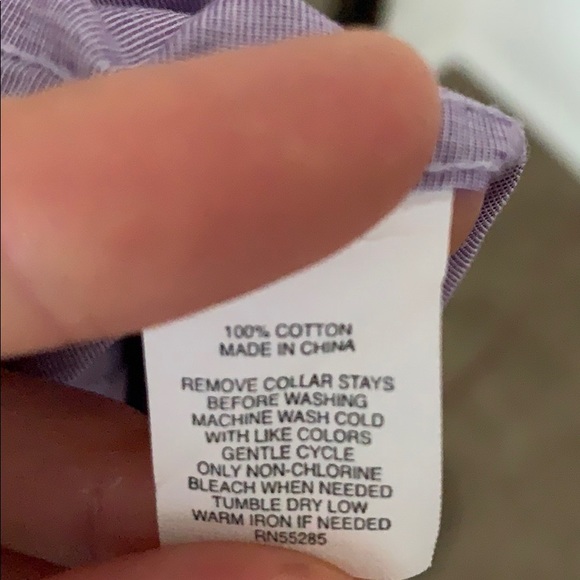 100% COTTON
MADE IN CHINA
REMOVE COLLAR STAYS
BEFORE WASHING
MACHINE WASH COLD
WITH LIKE COLORS
GENTLE CYCLE
ONLY NON-CHLORINE
BLEACH WHEN NEEDED
TUMBLE DRY LOW
WARM IRON IF NEEDED
RN55285